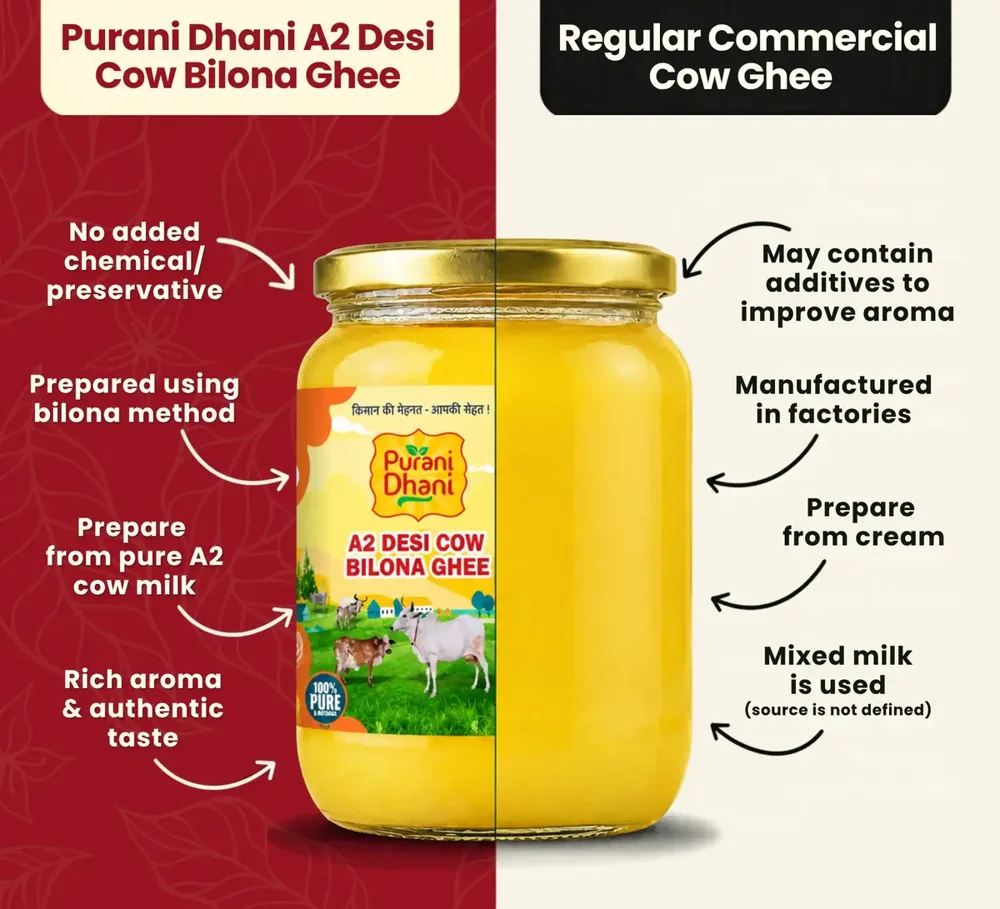 Purani Dhani A2 Desi
Cow Bilona Ghee
Regular Commercial
Cow Ghee
No added
chemical/
preservative
Prepared using
bilona method
Prepare
from pure A2
cow milk
Rich aroma
& authentic
taste
किसान की मेहनत - आपकी सेहत !
Purani
Dhani
A2 DESI COW
BILONA GHEE
100%
PURE
May contain
additives to
improve aroma
Manufactured
in factories
Prepare
from cream
Mixed milk
is used
(source is not defined)